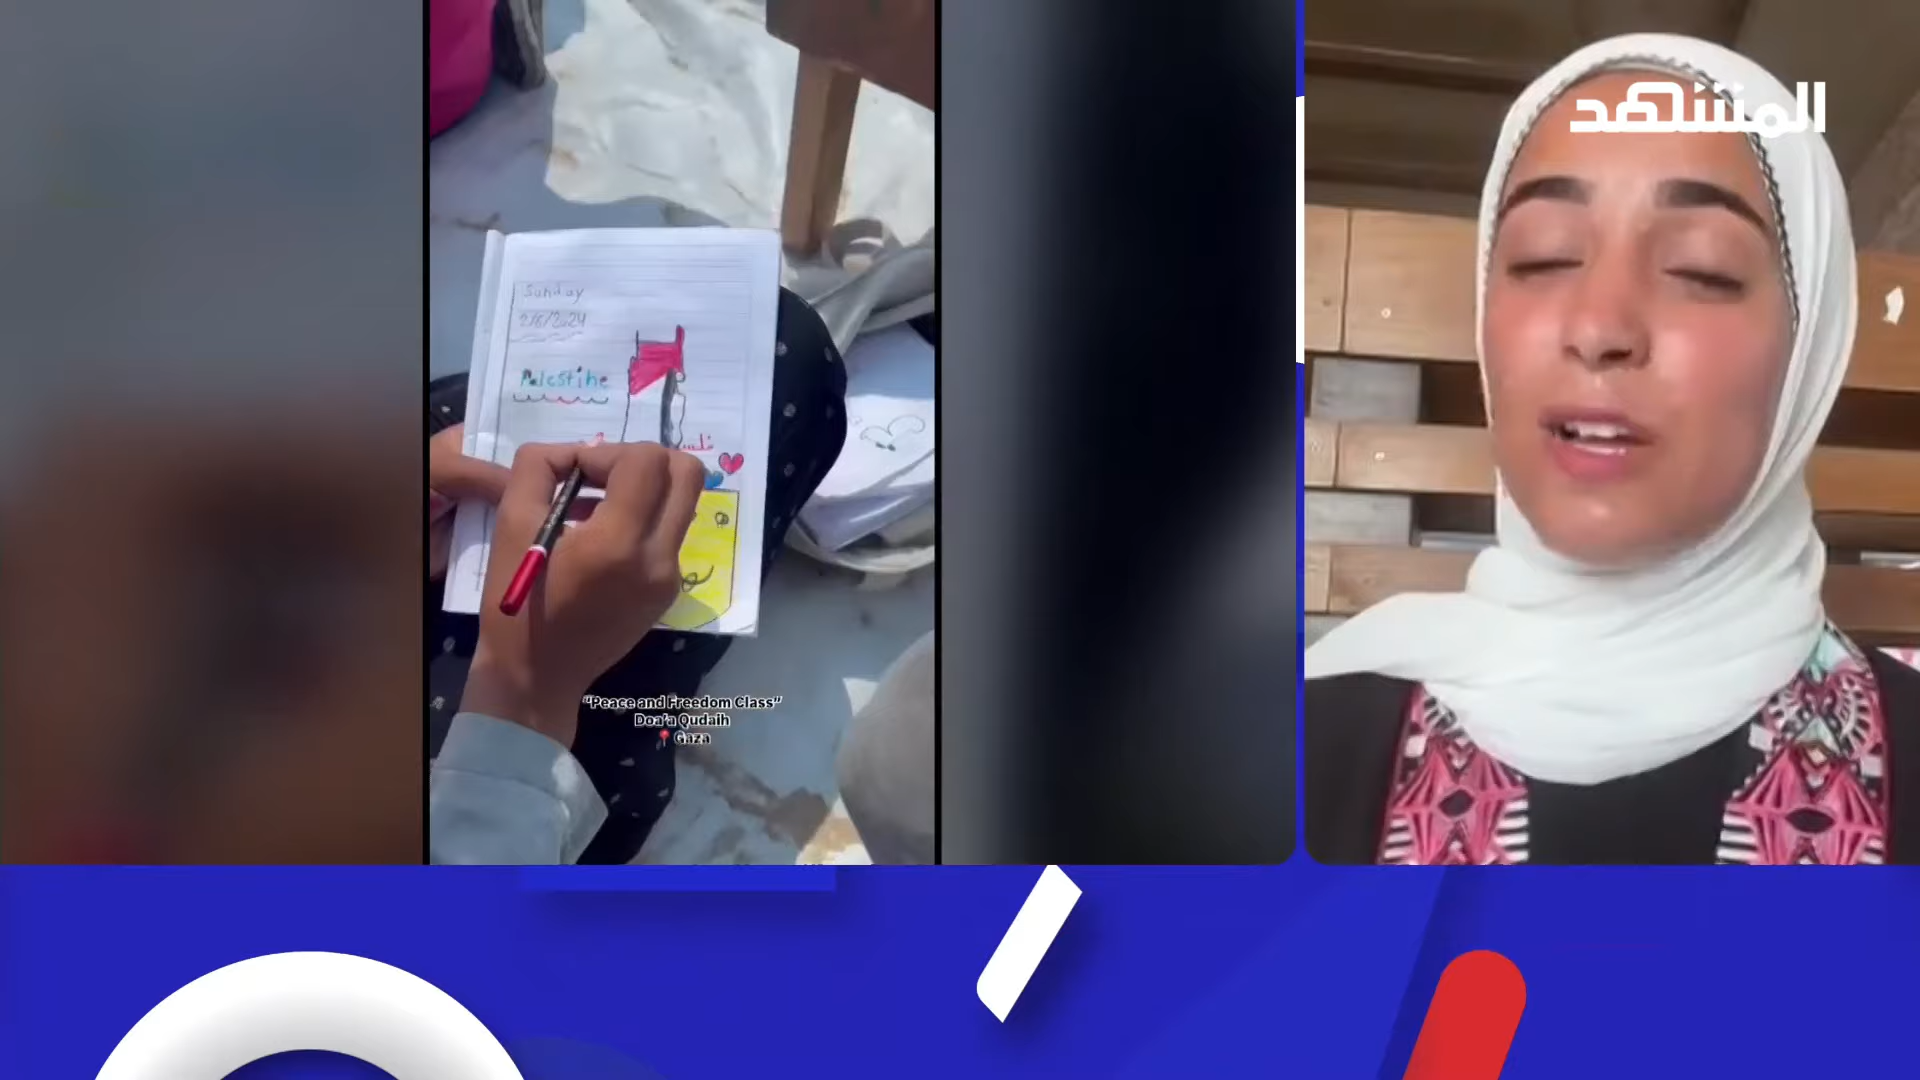 المشهد
Sunday
2/6/2024
Palestine
“Peace and Freedom Class”
Doa’a Qudaih
Gaza